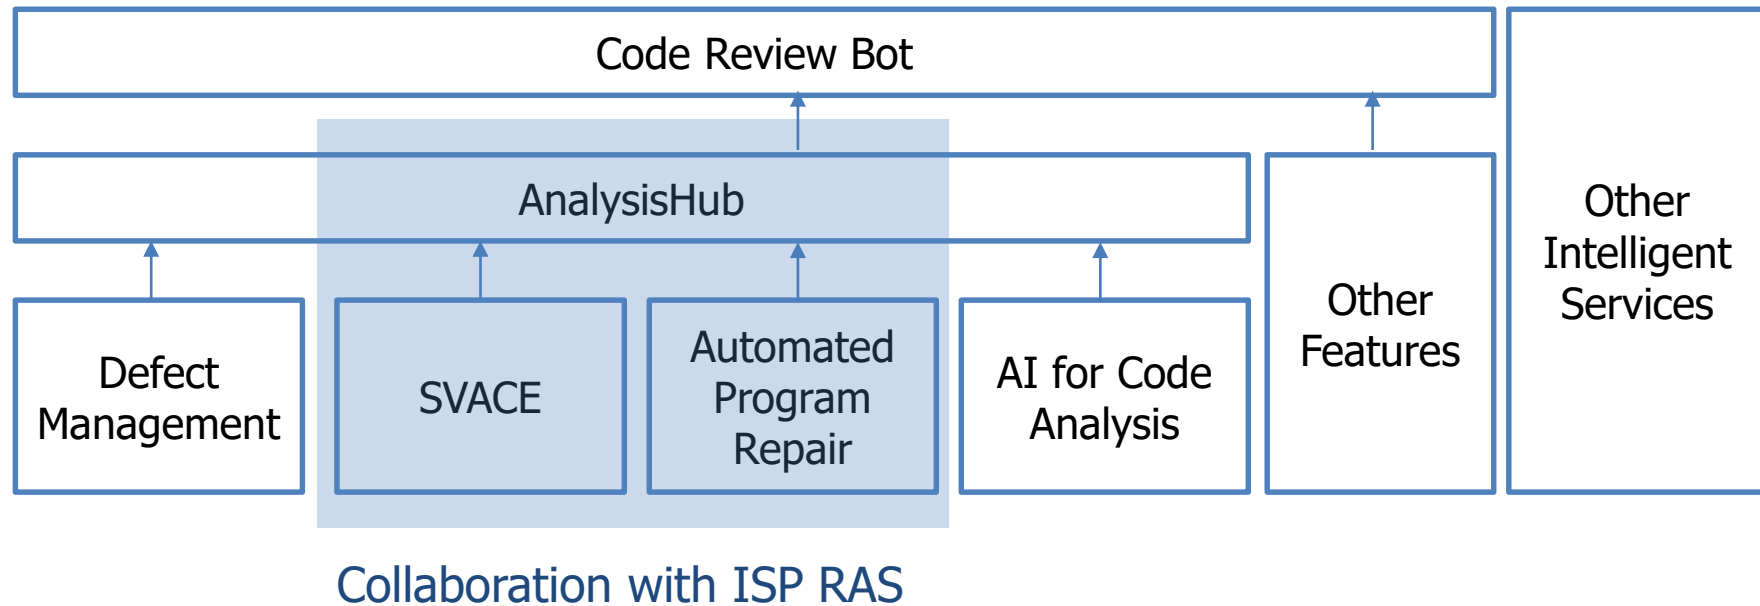 Code Review Bot
AnalysisHub
Other
Intelligent
Services
Other
Features
Defect
Management
SVACE
Automated
Program
Repair
AI for Code
Analysis
Collaboration with ISP RAS